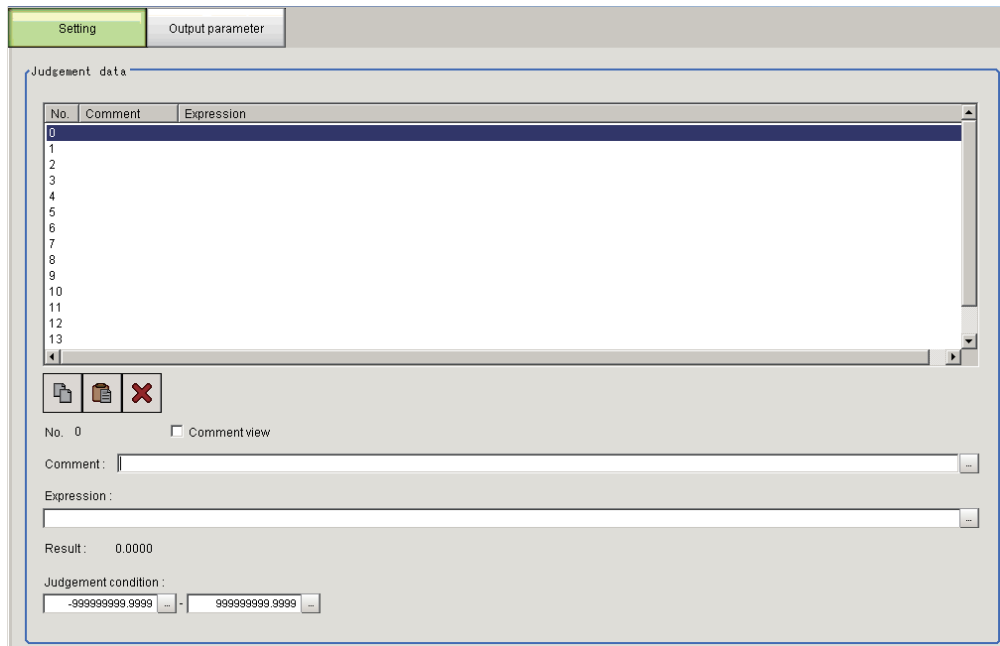 Setting Output parameter
Judgement data
No. Comment Expression
0
1
2
3
4
5
6
7
8
9
10
11
12
13
No. 0 Comment view
Comment : ...
Expression :
...
Result : 0.0000
Judgement condition :
-999999999.9999 ... - 999999999.9999 ...